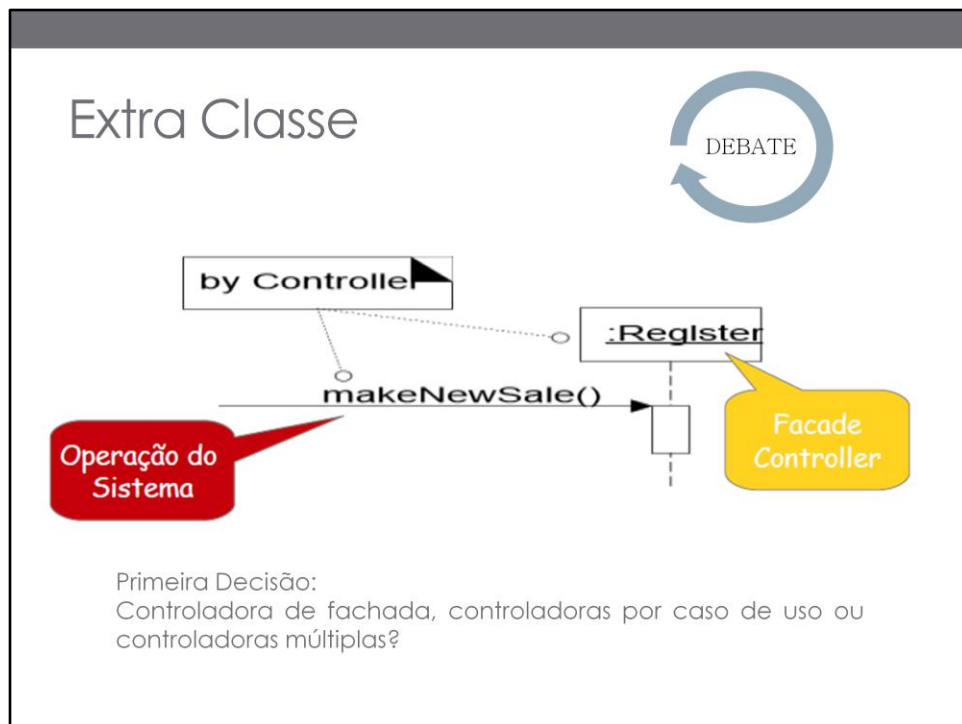 Extra Classe
DEBATE
by Controller
:Register
makeNewSale()
Operação do
Sistema
Facade
Controller
Primeira Decisão:
Controladora de fachada, controladoras por caso de uso ou
controladoras múltiplas?